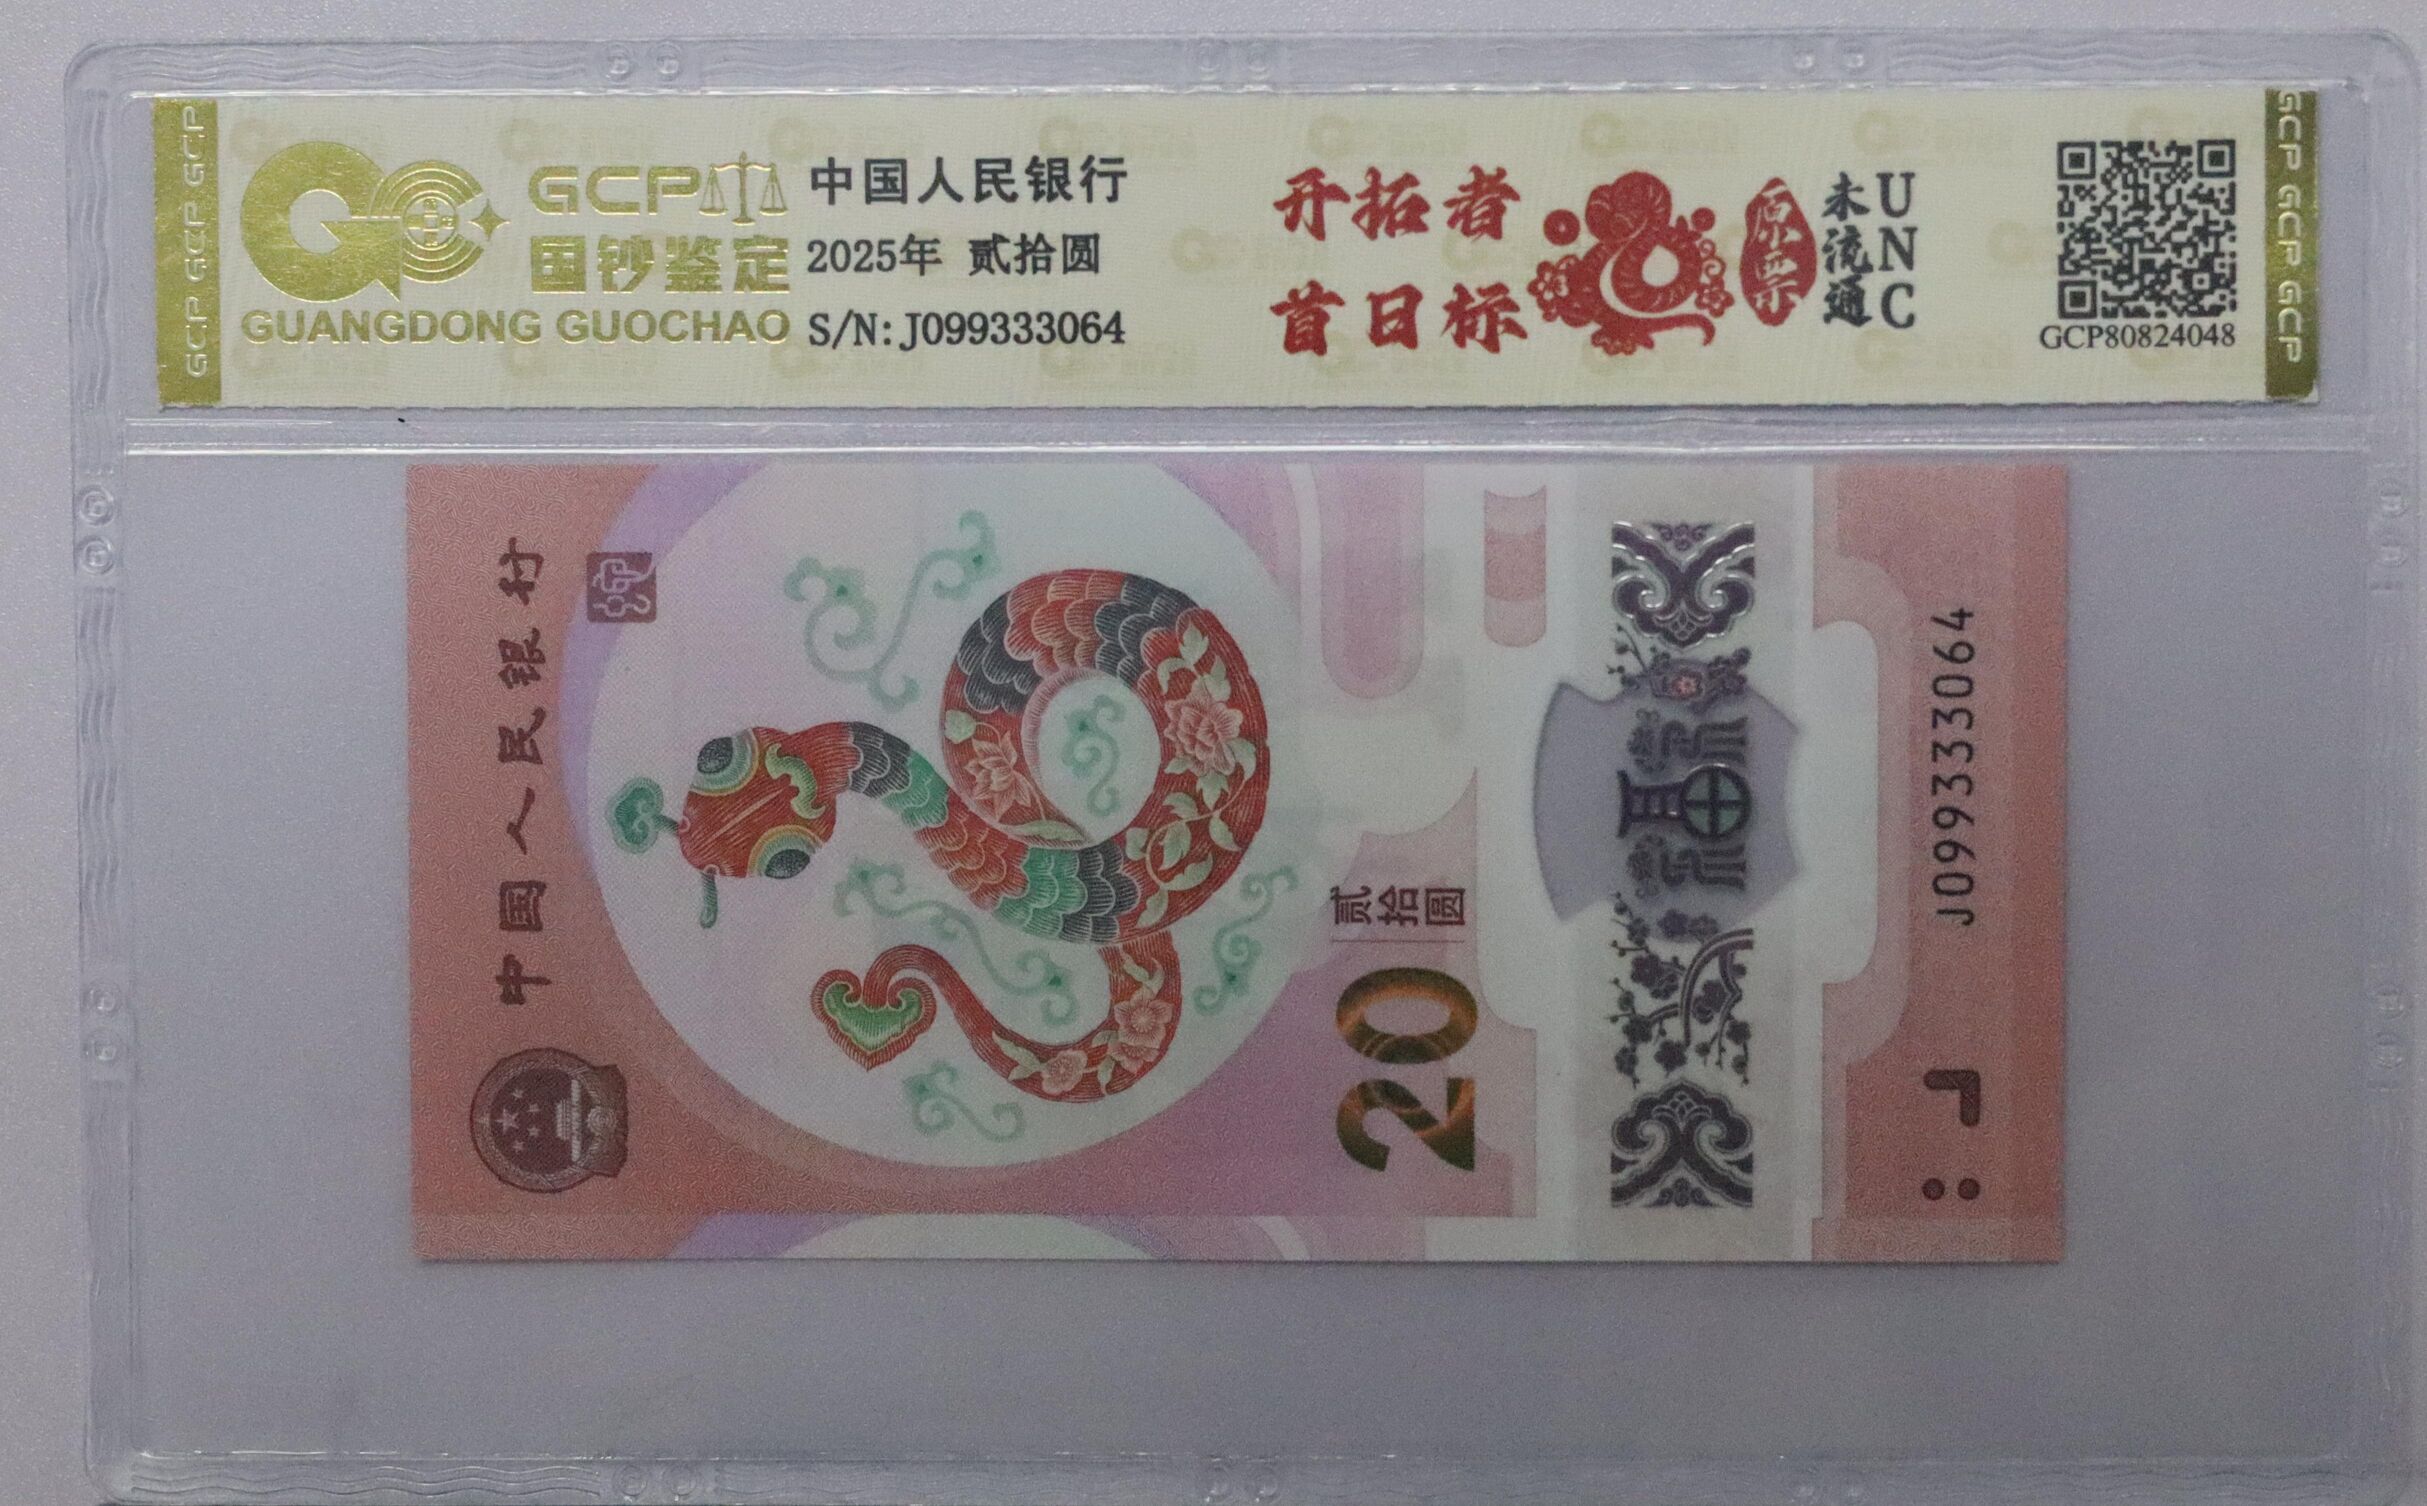 GCP GCP GCP
GCP
国钞鉴定
GUANGDONG GUOCHAO
中国人民银行
2025年 贰拾圆
S/N: J099333064
开拓者
首日标
原票
未流通
UNC
GCP80824048
GCP GCP GCP
中国人民银行
贰拾圆
20
J099333064